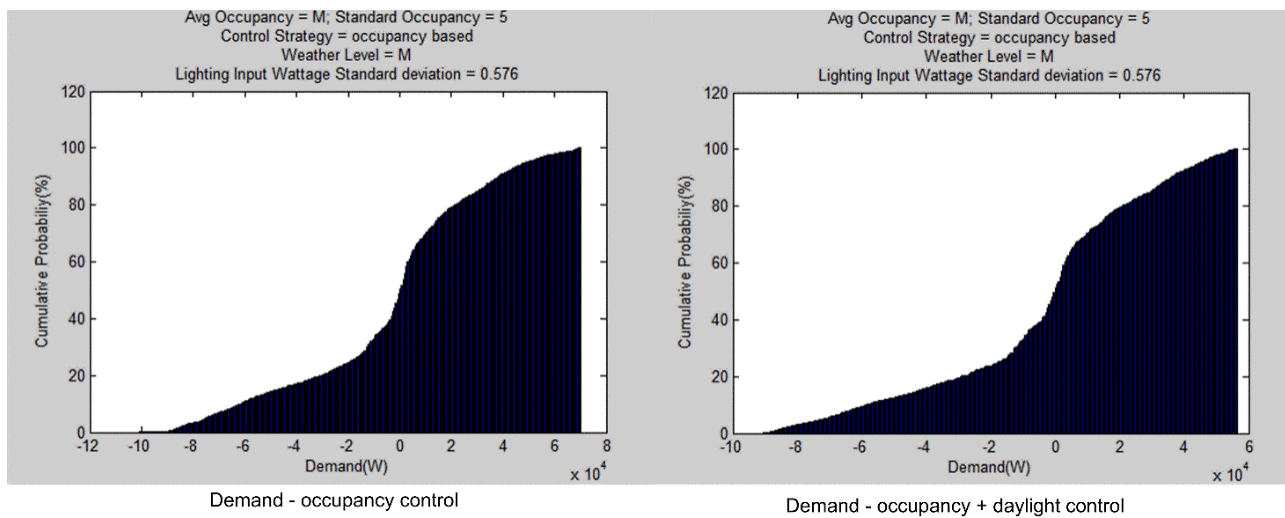 Avg Occupancy = M; Standard Occupancy = 5
Control Strategy = occupancy based
Weather Level = M
Lighting Input Wattage Standard deviation = 0.576
120
100
80
60
40
20
0
Cumulative Probabiliy(%)
-12 -10 -8 -6 -4 -2 0 2 4 6 8
Demand(W)
x 10^4
Demand - occupancy control
Avg Occupancy = M; Standard Occupancy = 5
Control Strategy = occupancy based
Weather Level = M
Lighting Input Wattage Standard deviation = 0.576
120
100
80
60
40
20
0
Cumulative Probabiliy(%)
-10 -8 -6 -4 -2 0 2 4 6
Demand(W)
x 10^4
Demand - occupancy + daylight control